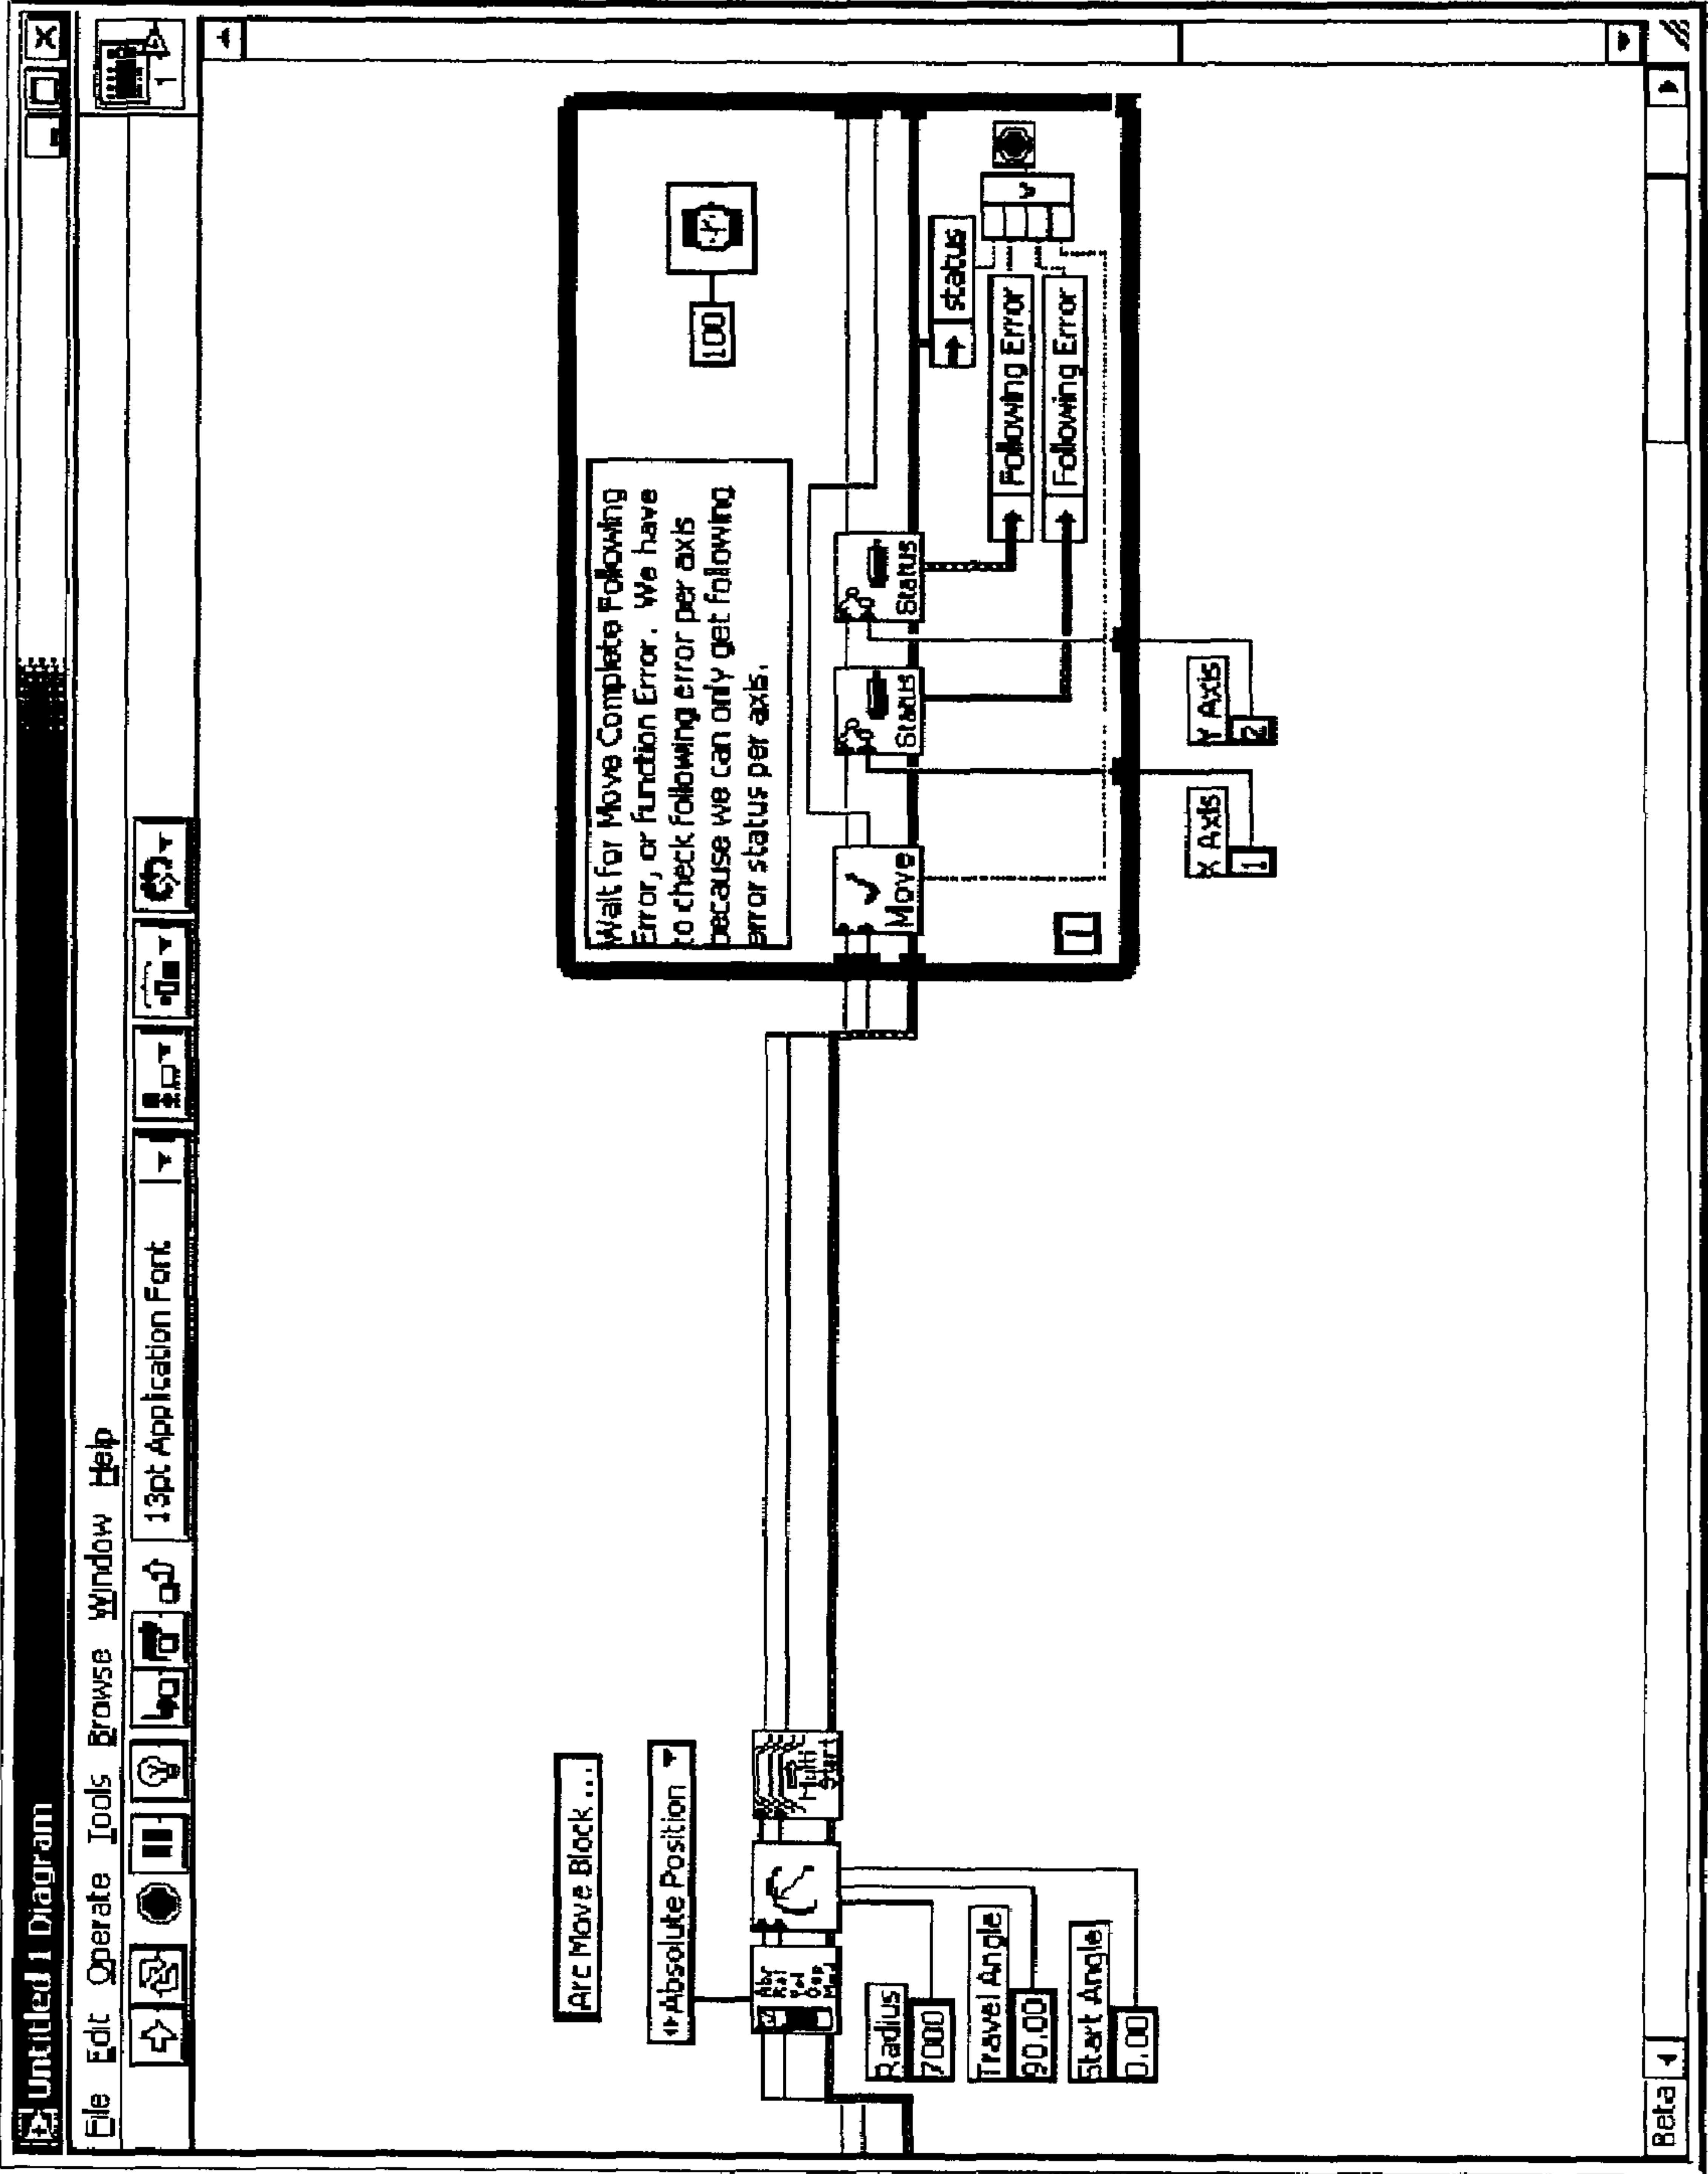 Untitled 1 Diagram
File Edit Operate Tools Browse Window Help
13pt Application Font
1
Arc Move Block...
Absolute Position
Multi
Start
Radius
7000
Travel Angle
90.00
Start Angle
0.00
Wait for Move Complete Following
Error, or Function Error. We have
to check following error per axis
because we can only get following
error status per axis.
100
Move
Status
Status
status
Following Error
Following Error
i
X Axis
1
Y Axis
2
Beta